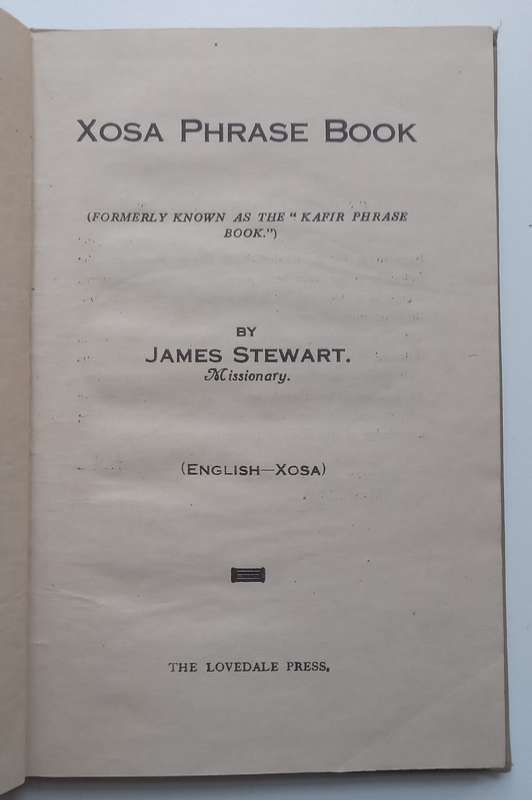 XOSA PHRASE BOOK
(FORMERLY KNOWN AS THE "KAFIR PHRASE
BOOK.")
BY
JAMES STEWART.
Missionary.
(ENGLISH—XOSA)
THE LOVEDALE PRESS,